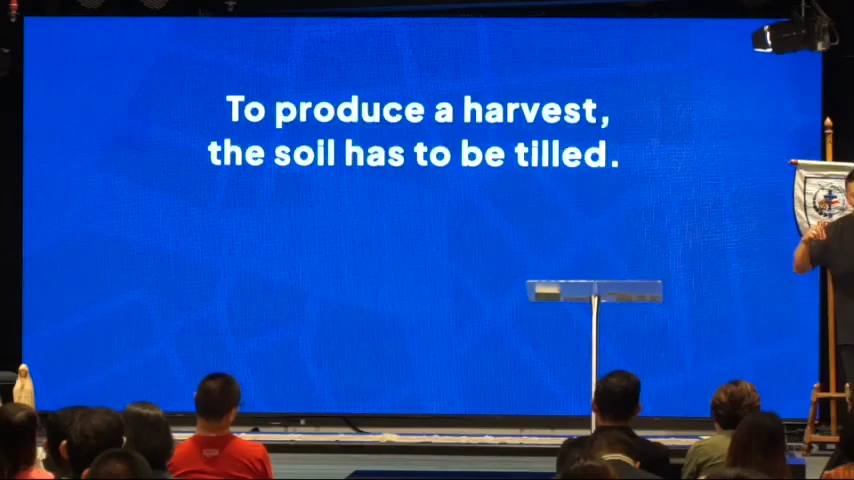 To produce a harvest,
the soil has to be tilled.